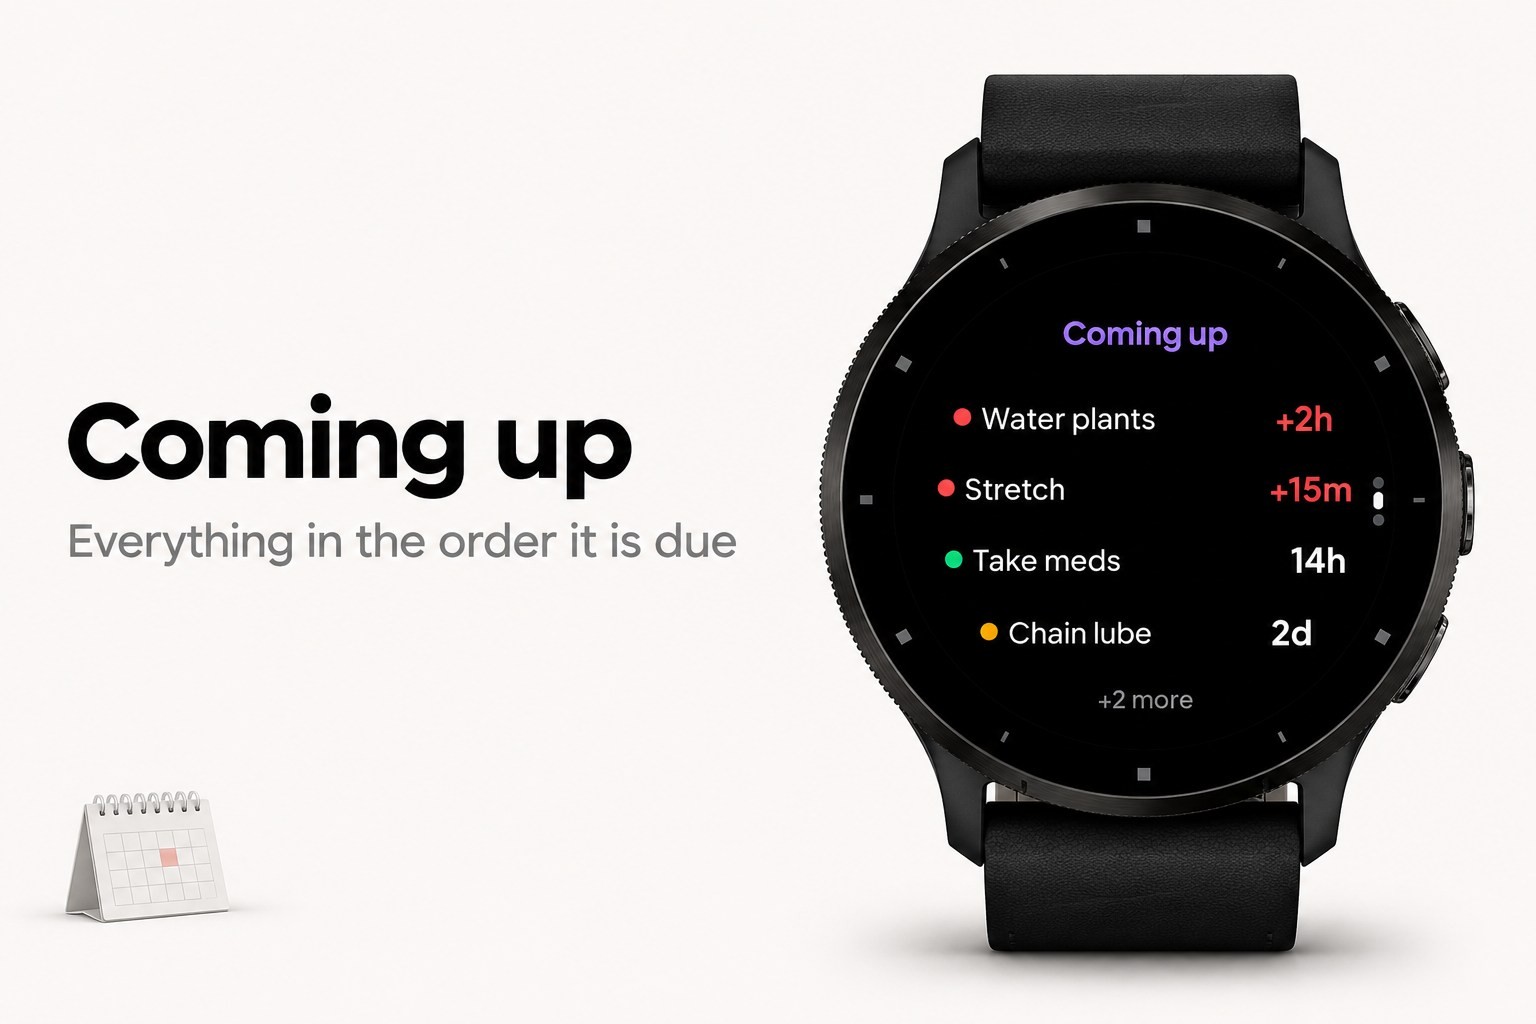 Coming up
Everything in the order it is due
Coming up
Water plants +2h
Stretch +15m
Take meds 14h
Chain lube 2d
+2 more